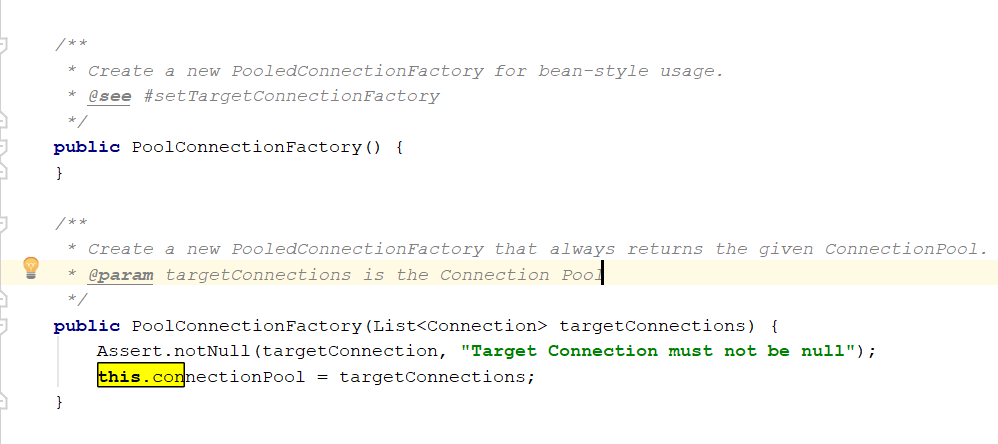 /**
* Create a new PooledConnectionFactory for bean-style usage.
* @see #setTargetConnectionFactory
*/
public PoolConnectionFactory() {
}
/**
* Create a new PooledConnectionFactory that always returns the given ConnectionPool.
* @param targetConnections is the Connection Pool
*/
public PoolConnectionFactory(List<Connection> targetConnections) {
Assert.notNull(targetConnection, "Target Connection must not be null");
this.connectionPool = targetConnections;
}